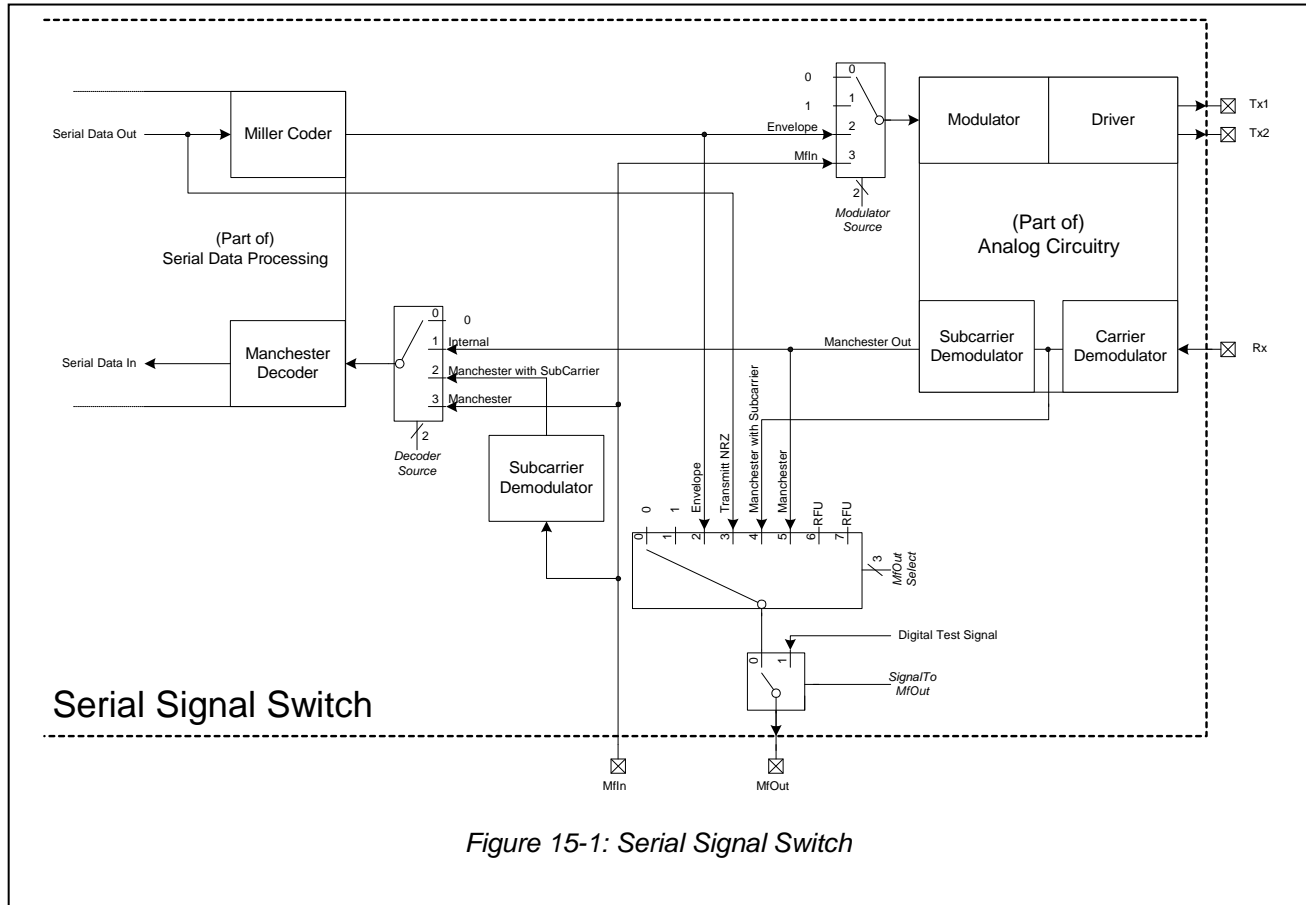 0
0
1
1
Envelope
2
MfIn
3
2
Modulator
Source
Modulator
Driver
Tx1
Tx2
Serial Data Out
Miller Coder
(Part of)
Serial Data Processing
(Part of)
Analog Circuitry
0
0
1
Internal
2
Manchester with SubCarrier
3
Manchester
2
Decoder
Source
Serial Data In
Manchester
Decoder
Manchester Out
Subcarrier
Demodulator
Carrier
Demodulator
Rx
Subcarrier
Demodulator
0
1
Envelope
Transmitt NRZ
Manchester with Subcarrier
Manchester
RFU
RFU
0
1
2
3
4
5
6
7
3
MfOut
Select
Digital Test Signal
0
1
SignalTo
MfOut
Serial Signal Switch
MfIn
MfOut
Figure 15-1: Serial Signal Switch